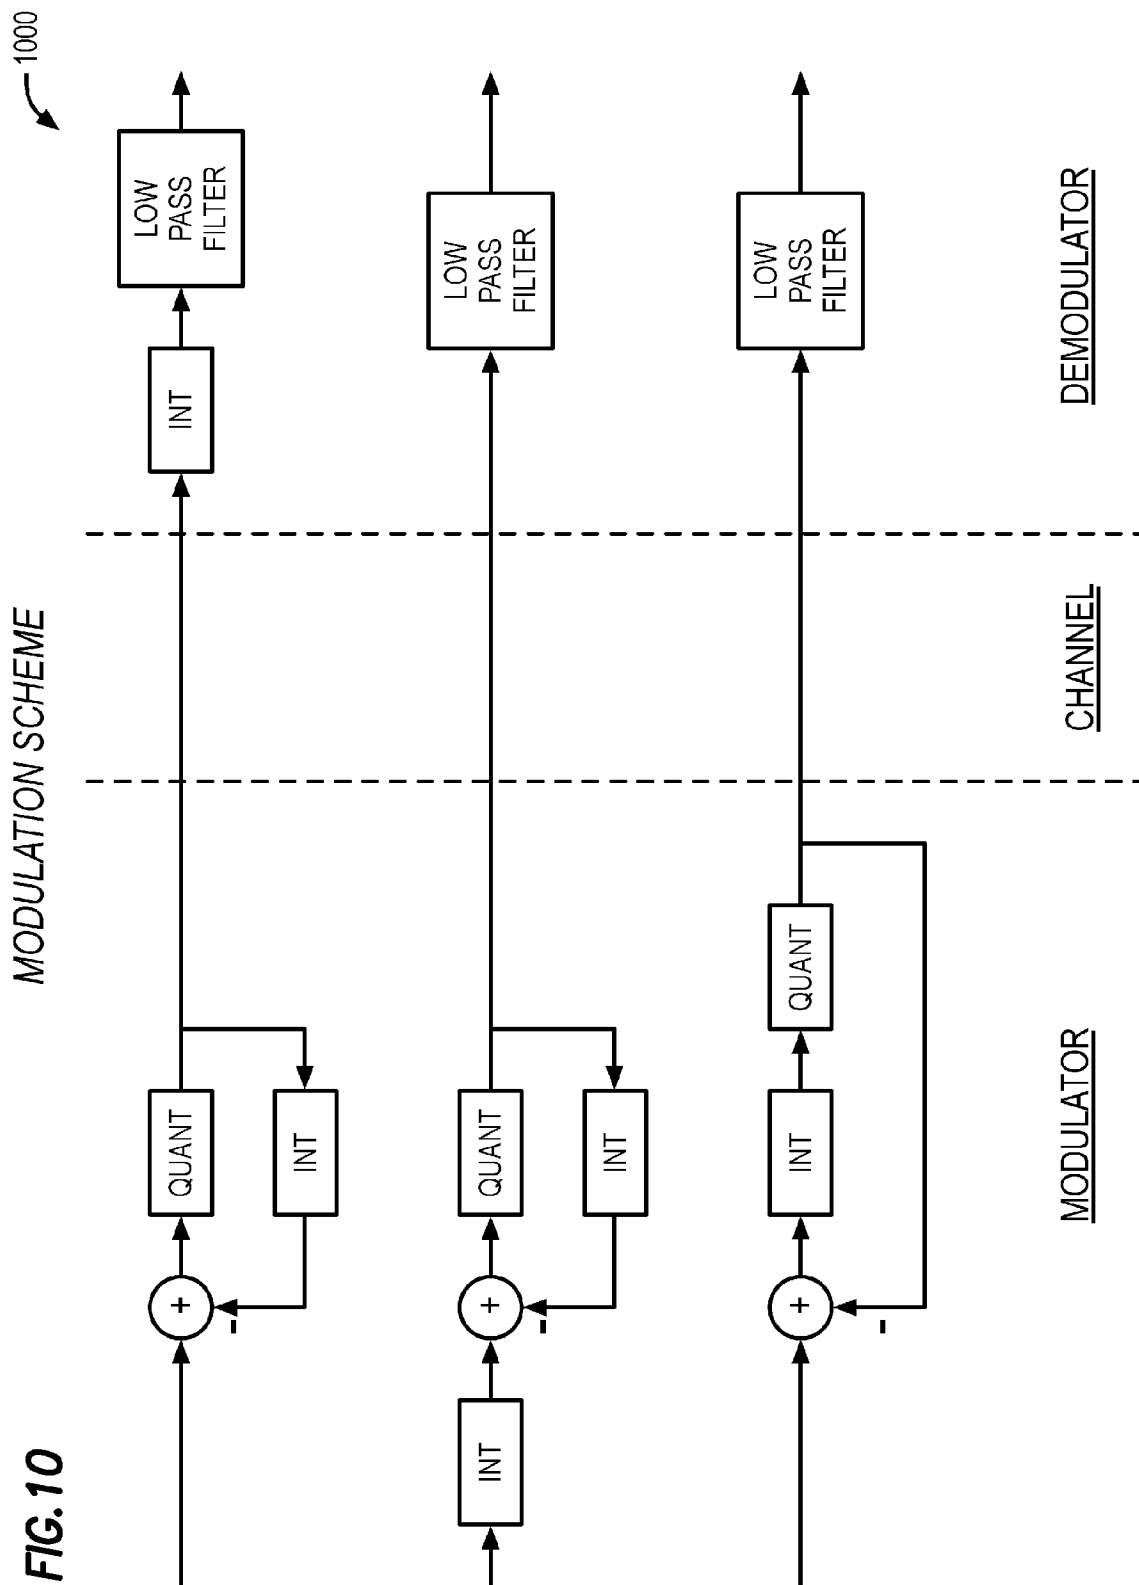 FIG.10
MODULATION SCHEME
1000
+
-
QUANT
INT
INT
LOW
PASS
FILTER
INT
+
-
QUANT
INT
LOW
PASS
FILTER
+
-
INT
QUANT
LOW
PASS
FILTER
MODULATOR
CHANNEL
DEMODULATOR